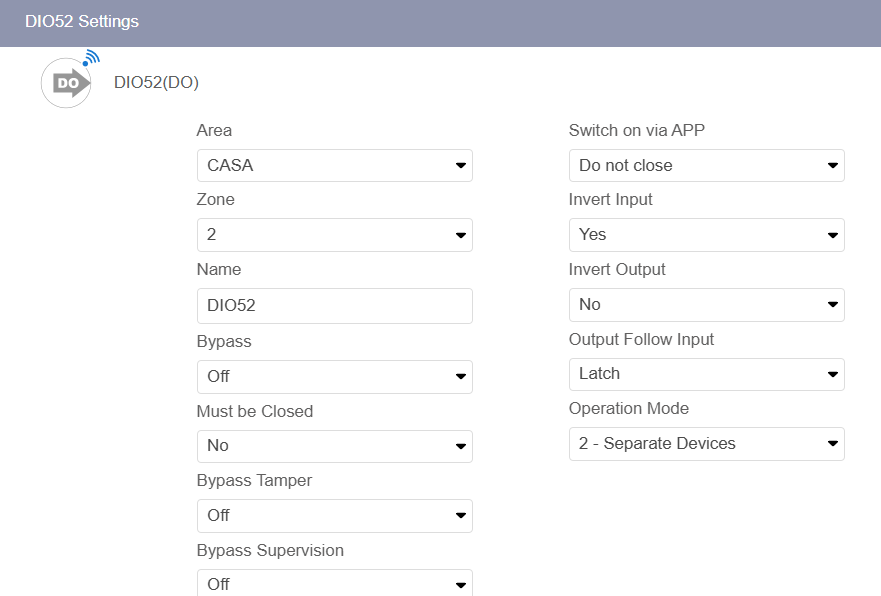 DIO52 Settings
DO
DIO52(DO)
Area
CASA
Zone
2
Name
DIO52
Bypass
Off
Must be Closed
No
Bypass Tamper
Off
Bypass Supervision
Off
Switch on via APP
Do not close
Invert Input
Yes
Invert Output
No
Output Follow Input
Latch
Operation Mode
2 - Separate Devices